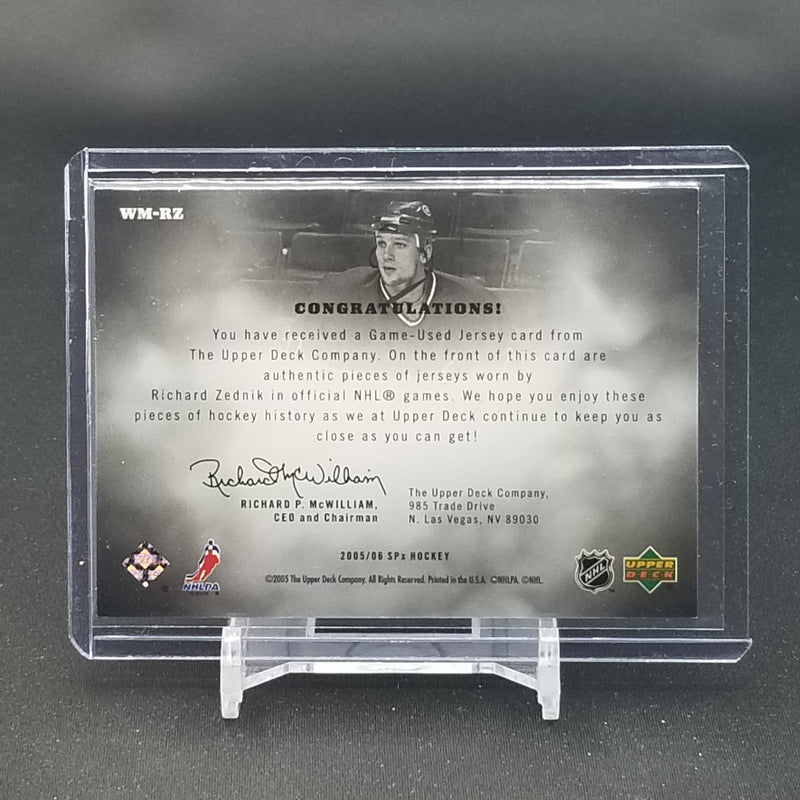 WM-RZ
CONGRATULATIONS!
You have received a Game-Used Jersey card from
The Upper Deck Company. On the front of this card are
authentic pieces of jerseys worn by
Richard Zednik in official NHL® games. We hope you enjoy these
pieces of hockey history as we at Upper Deck continue to keep you as
close as you can get!
Richard McWilliam
RICHARD P. McWILLIAM,
CEO and Chairman
The Upper Deck Company,
985 Trade Drive
N. Las Vegas, NV 89030
2005/06 SPx HOCKEY
©2005 The Upper Deck Company. All Rights Reserved. Printed in the U.S.A. ©NHLPA. ©NHL.
NHLPA
NHL
UPPER
DECK